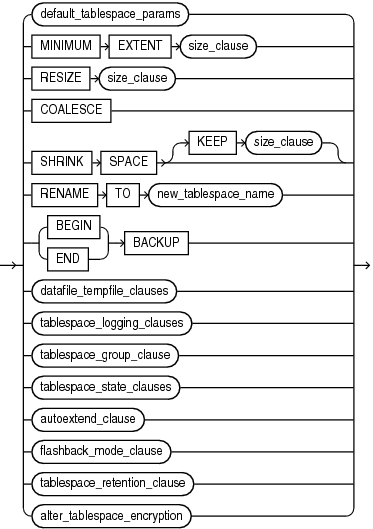 default_tablespace_params
MINIMUM EXTENT size_clause
RESIZE size_clause
COALESCE
KEEP size_clause
SHRINK SPACE
RENAME TO new_tablespace_name
BEGIN
BACKUP
END
datafile_tempfile_clauses
tablespace_logging_clauses
tablespace_group_clause
tablespace_state_clauses
autoextend_clause
flashback_mode_clause
tablespace_retention_clause
alter_tablespace_encryption